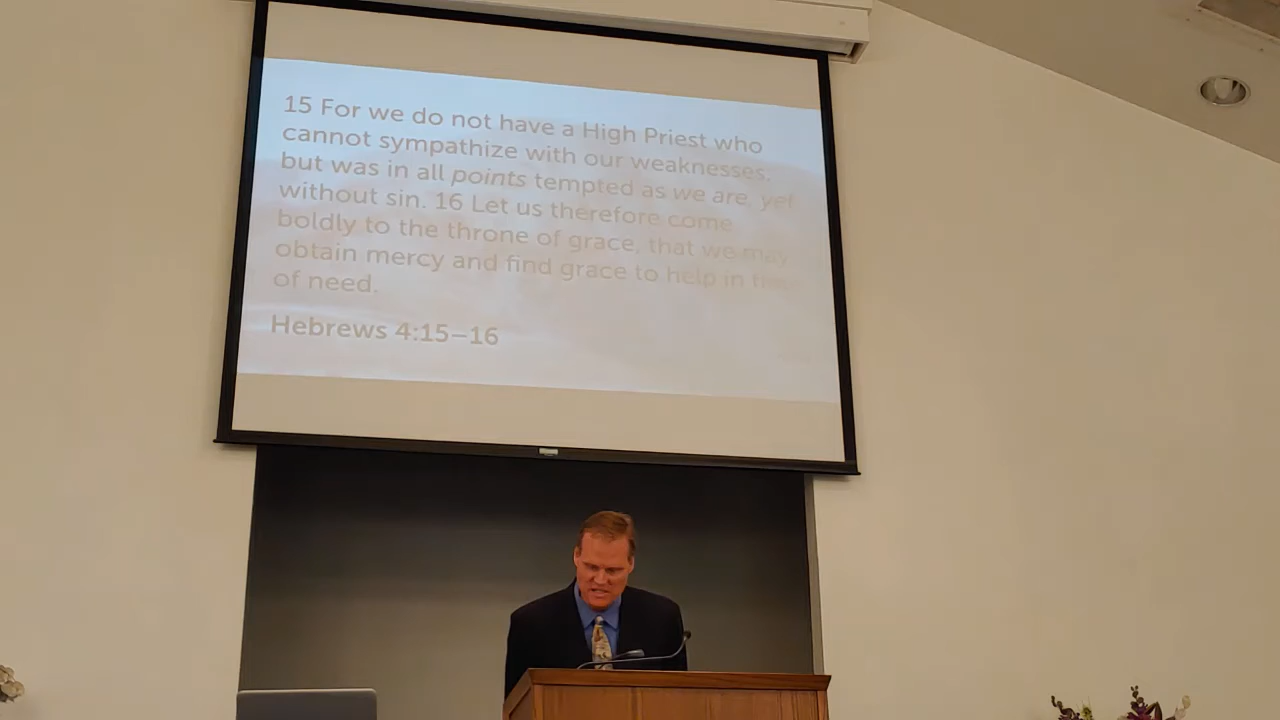 15 For we do not have a High Priest who
cannot sympathize with our weaknesses,
but was in all points tempted as we are, yet
without sin. 16 Let us therefore come
boldly to the throne of grace, that we may
obtain mercy and find grace to help in
of need.
Hebrews 4:15–16